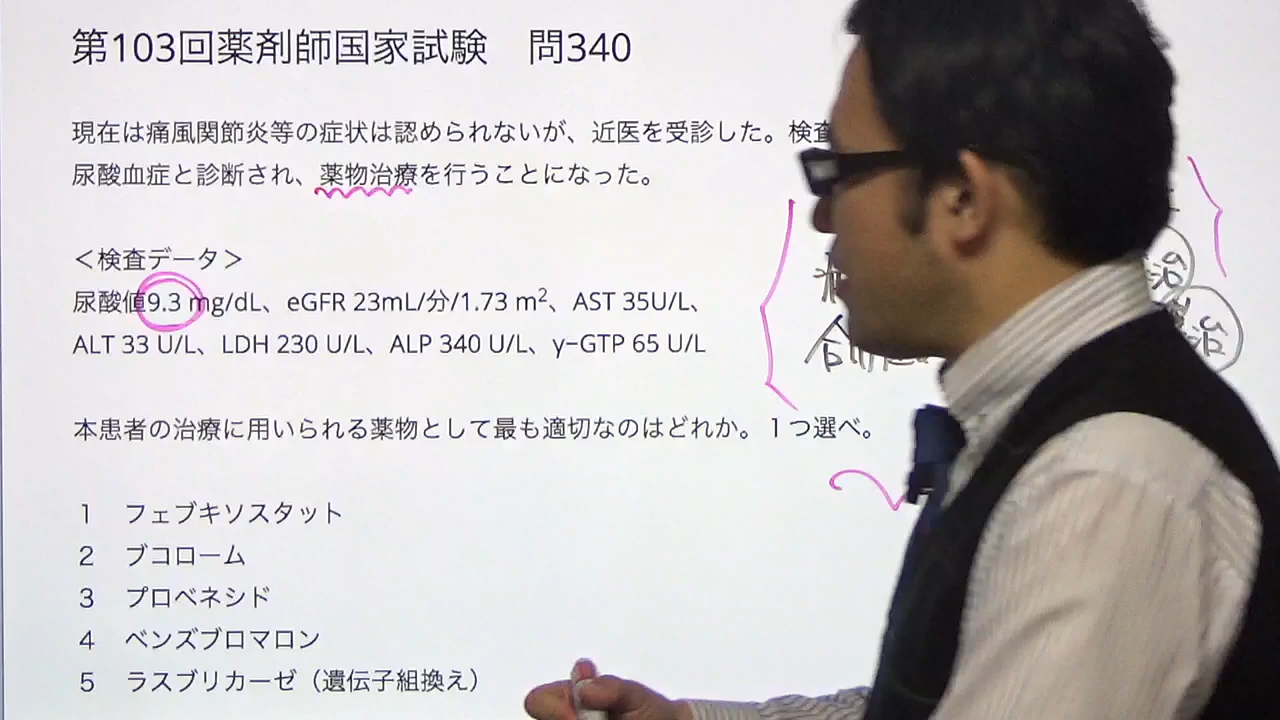 第103回薬剤師国家試験　問340
現在は痛風関節炎等の症状は認められないが、近医を受診した。検査
尿酸血症と診断され、薬物治療を行うことになった。
＜検査データ＞
尿酸値9.3 mg/dL、eGFR 23mL/分/1.73 m²、AST 35U/L、
ALT 33 U/L、LDH 230 U/L、ALP 340 U/L、γ−GTP 65 U/L
本患者の治療に用いられる薬物として最も適切なのはどれか。１つ選べ。
1　フェブキソスタット
2　ブコローム
3　プロベネシド
4　ベンズブロマロン
5　ラスブリカーゼ（遺伝子組換え）